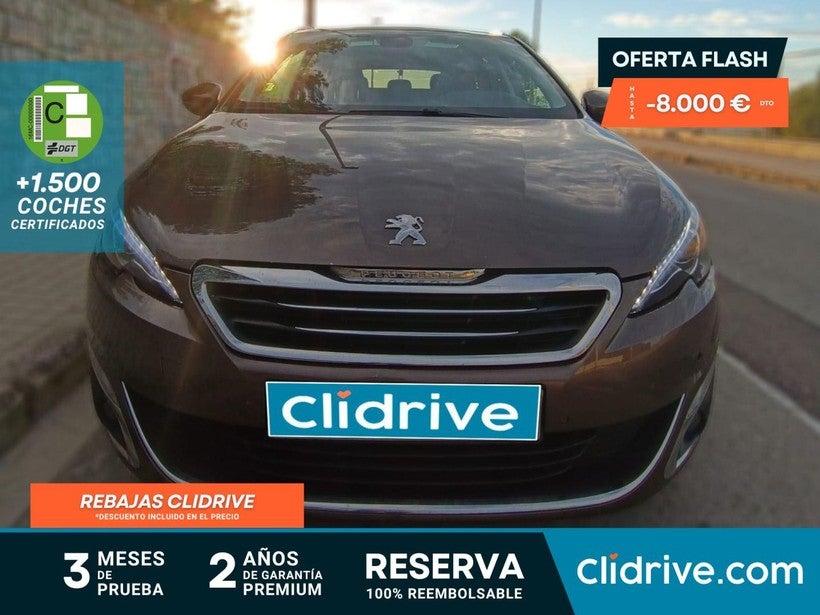 C
DGT
+1.500
COCHES
CERTIFICADOS
OFERTA FLASH
HASTA
-8.000 €
DTO
PEUGEOT
Clidrive
REBAJAS CLIDRIVE
*DESCUENTO INCLUIDO EN EL PRECIO
3 MESES
DE
PRUEBA
2 AÑOS
DE GARANTÍA
PREMIUM
RESERVA
100% REEMBOLSABLE
Clidrive.com